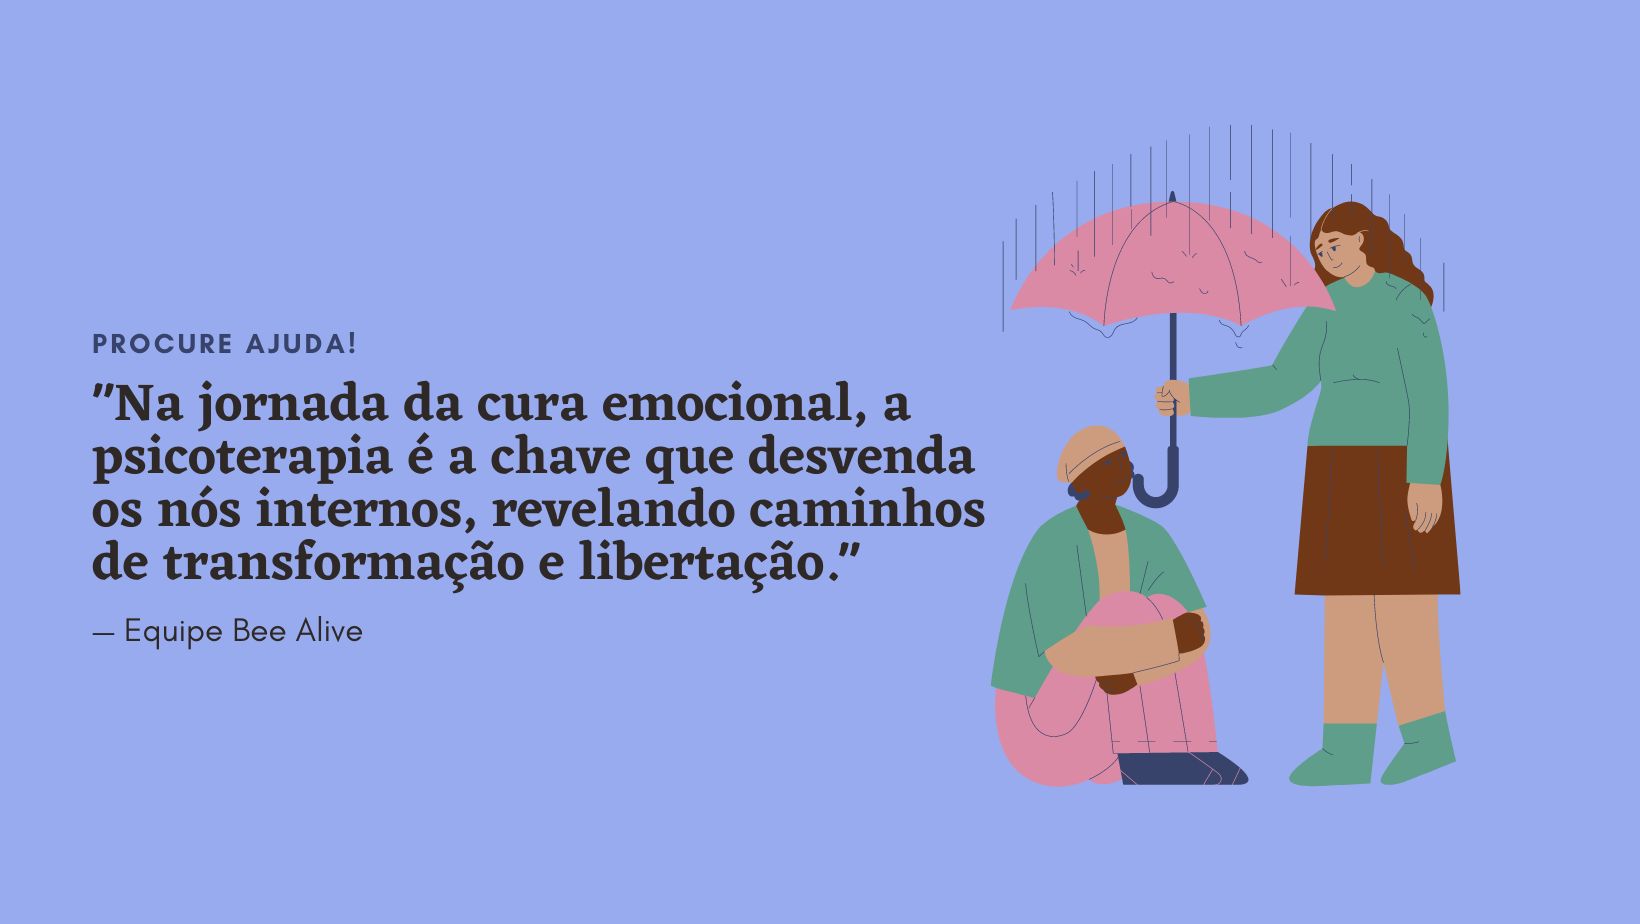 PROCURE AJUDA!
"Na jornada da cura emocional, a
psicoterapia é a chave que desvenda
os nós internos, revelando caminhos
de transformação e libertação."
— Equipe Bee Alive